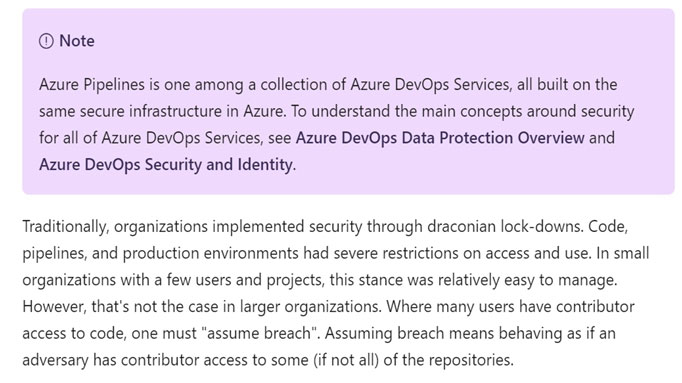 Note
Azure Pipelines is one among a collection of Azure DevOps Services, all built on the
same secure infrastructure in Azure. To understand the main concepts around security
for all of Azure DevOps Services, see Azure DevOps Data Protection Overview and
Azure DevOps Security and Identity.
Traditionally, organizations implemented security through draconian lock-downs. Code,
pipelines, and production environments had severe restrictions on access and use. In small
organizations with a few users and projects, this stance was relatively easy to manage.
However, that's not the case in larger organizations. Where many users have contributor
access to code, one must "assume breach". Assuming breach means behaving as if an
adversary has contributor access to some (if not all) of the repositories.